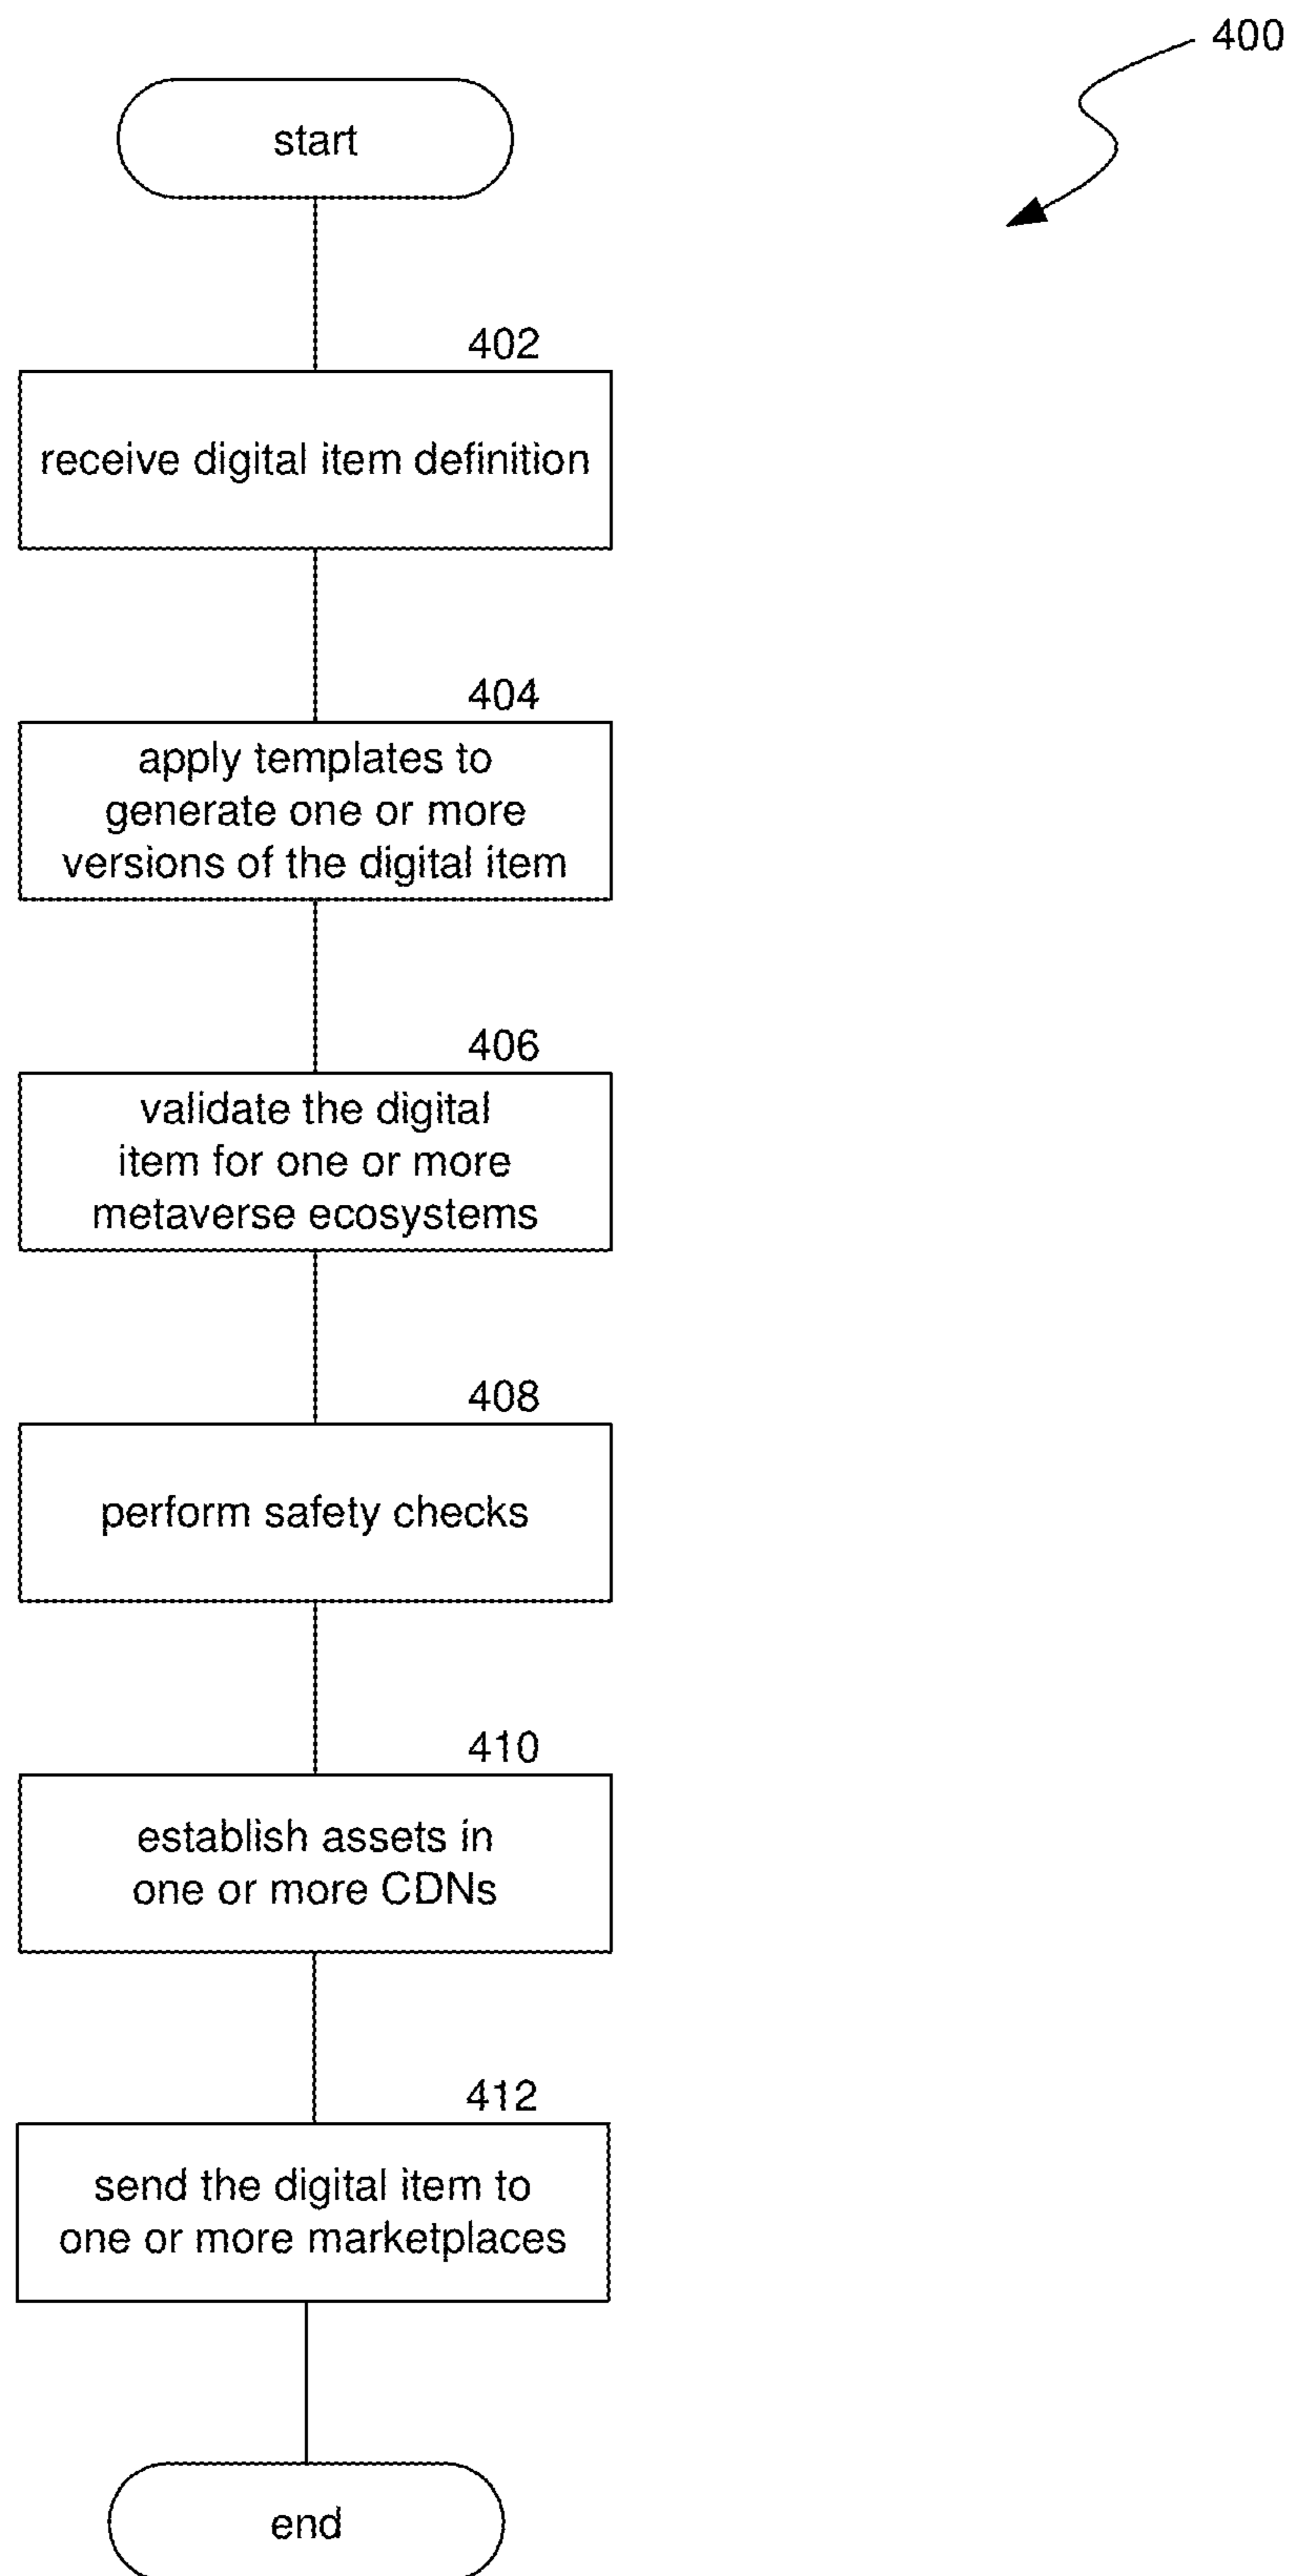 400
start
402
receive digital item definition
404
apply templates to
generate one or more
versions of the digital item
406
validate the digital
item for one or more
metaverse ecosystems
408
perform safety checks
410
establish assets in
one or more CDNs
412
send the digital item to
one or more marketplaces
end